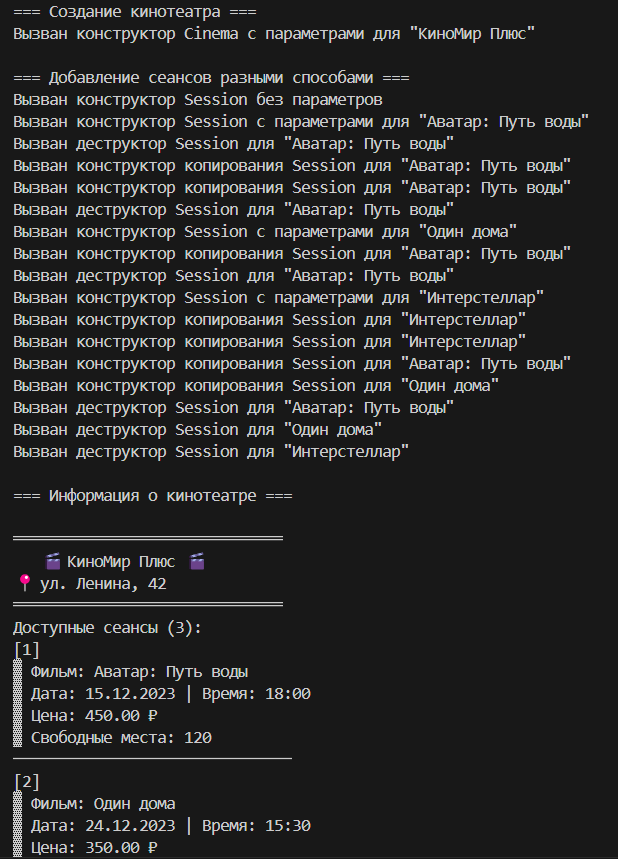 === Создание кинотеатра ===
Вызван конструктор Cinema с параметрами для "КиноМир Плюс"
=== Добавление сеансов разными способами ===
Вызван конструктор Session без параметров
Вызван конструктор Session с параметрами для "Аватар: Путь воды"
Вызван деструктор Session для "Аватар: Путь воды"
Вызван конструктор копирования Session для "Аватар: Путь воды"
Вызван конструктор копирования Session для "Аватар: Путь воды"
Вызван деструктор Session для "Аватар: Путь воды"
Вызван конструктор Session с параметрами для "Один дома"
Вызван конструктор копирования Session для "Аватар: Путь воды"
Вызван деструктор Session для "Аватар: Путь воды"
Вызван конструктор Session с параметрами для "Интерстеллар"
Вызван конструктор копирования Session для "Интерстеллар"
Вызван конструктор копирования Session для "Интерстеллар"
Вызван конструктор копирования Session для "Аватар: Путь воды"
Вызван конструктор копирования Session для "Один дома"
Вызван деструктор Session для "Аватар: Путь воды"
Вызван деструктор Session для "Один дома"
Вызван деструктор Session для "Интерстеллар"
=== Информация о кинотеатре ===
🎬 КиноМир Плюс 🎬
📍 ул. Ленина, 42
Доступные сеансы (3):
[1]
▒ Фильм: Аватар: Путь воды
▒ Дата: 15.12.2023 | Время: 18:00
▒ Цена: 450.00 ₽
▒ Свободные места: 120
[2]
▒ Фильм: Один дома
▒ Дата: 24.12.2023 | Время: 15:30
▒ Цена: 350.00 ₽